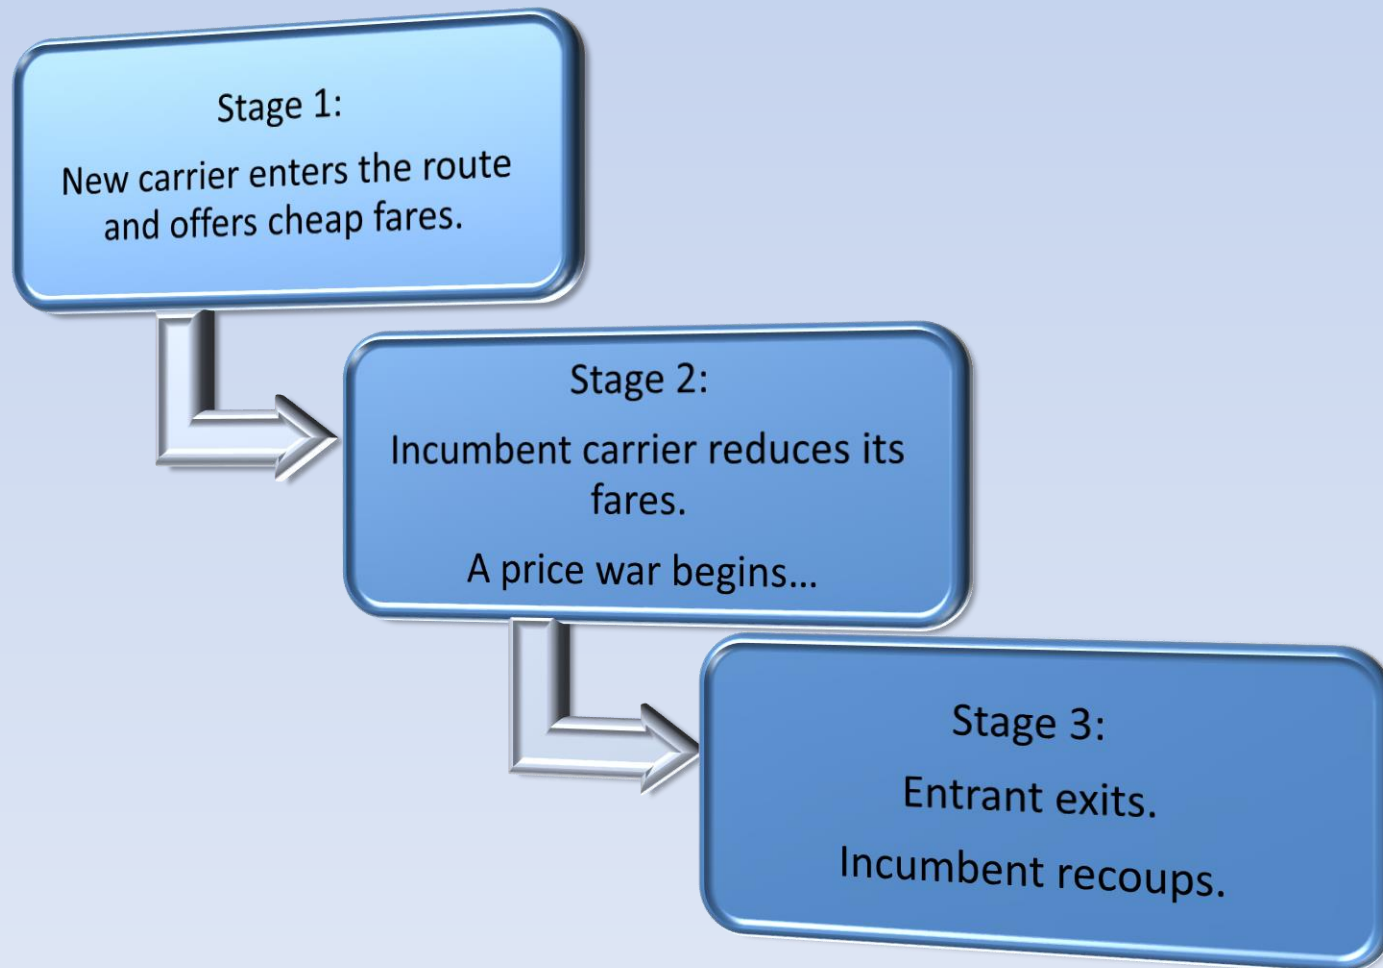 Stage 1:
New carrier enters the route
and offers cheap fares.
Stage 2:
Incumbent carrier reduces its
fares.
A price war begins...
Stage 3:
Entrant exits.
Incumbent recoups.